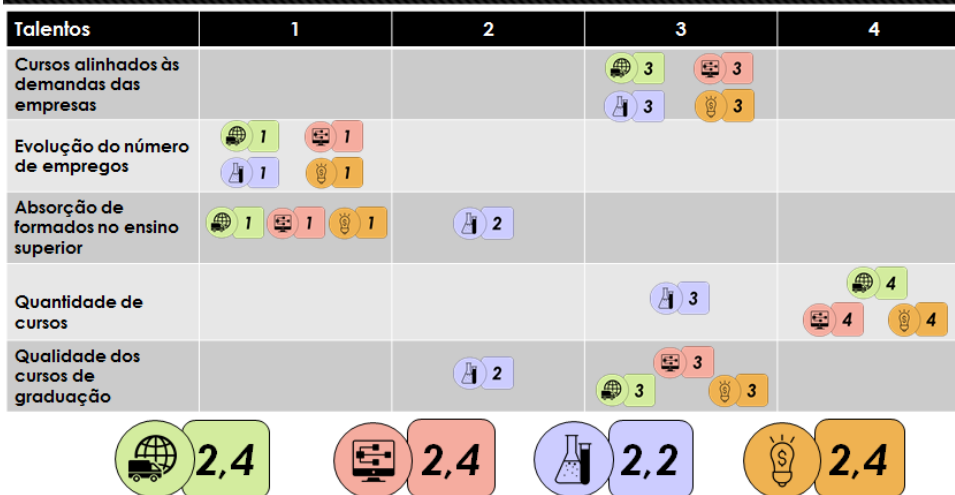 Talentos 1 2 3 4
Cursos alinhados às
demandas das
empresas
3 3
3 3
Evolução do número
de empregos
1 1
1 1
Absorção de
formados no ensino
superior
1 1 1 2
Quantidade de
cursos
3
4
4 4
Qualidade dos
cursos de
graduação
2
3
3 3
2,4 2,4 2,2 2,4